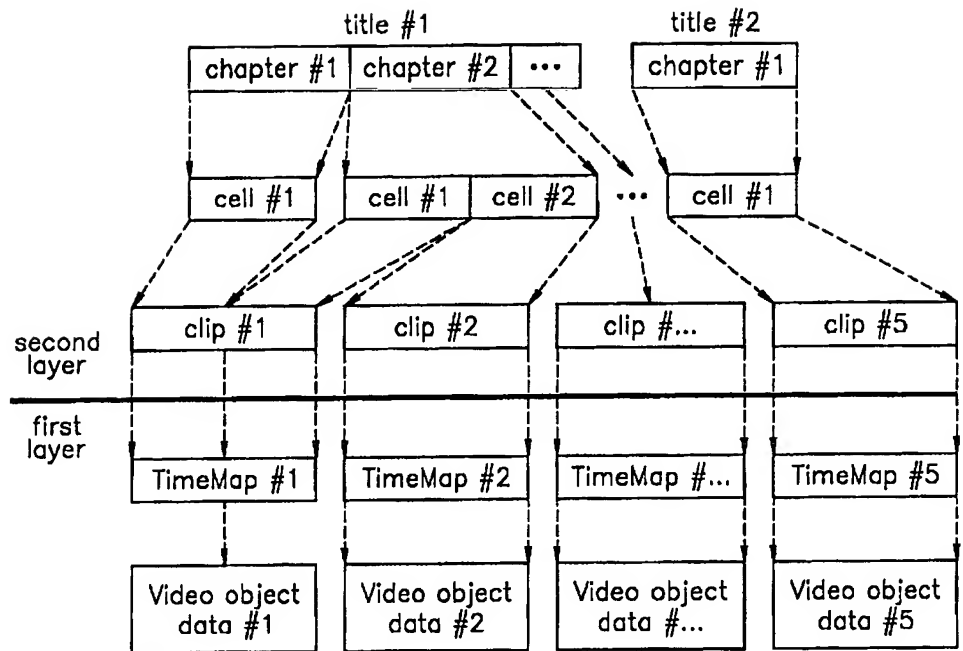 title #1
title #2
chapter #1
chapter #2
...
chapter #1
cell #1
cell #1
cell #2
...
cell #1
clip #1
clip #2
clip #...
clip #5
second
layer
first
layer
TimeMap #1
TimeMap #2
TimeMap #...
TimeMap #5
Video object
data #1
Video object
data #2
Video object
data #...
Video object
data #5